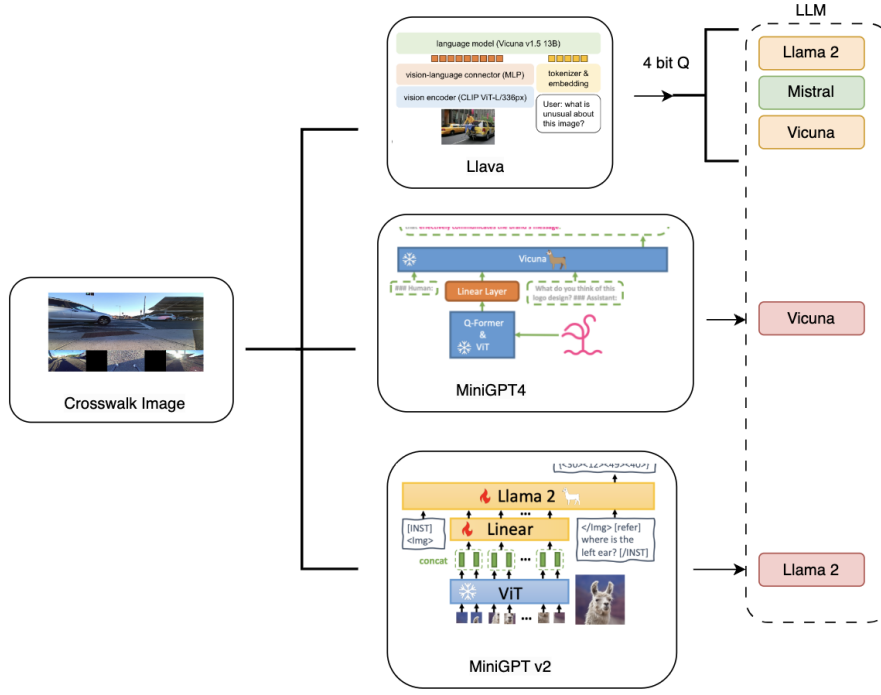 LLM
language model (Vicuna v1.5 13B)
vision-language connector (MLP)
tokenizer &
embedding
vision encoder (CLIP ViT-L/336px)
User: what is
unusual about
this image?
Llava
4 bit Q
Llama 2
Mistral
Vicuna
Vicuna
### Human:
Linear Layer
What do you think of this
logo design? ### Assistant:
Q-Former
&
ViT
MiniGPT4
Vicuna
Crosswalk Image
Llama 2
[INST]
<Img>
Linear
</Img> [refer]
where is the
left ear? [/INST]
concat
ViT
MiniGPT v2
Llama 2